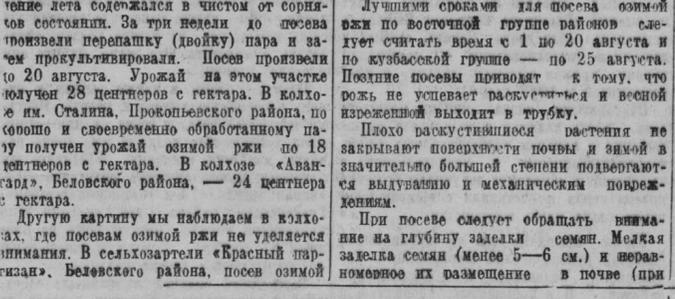 тение лета содержался в чистом от сорня-
ков состоянии. За три недели до посева
произвели перепашку (двойку) пара и за-
тем прокультивировали. Посев произвели
до 20 августа. Урожай на этом участке
получен 28 центнеров с гектара. В колхо-
зе им. Сталина, Прокопьевского района, по
хорошо и своевременно обработанному па-
ру получен урожай озимой ржи по 18
центнеров с гектара. В колхозе «Аван-
гард», Беловского района, — 24 центнера
с гектара.
Другую картину мы наблюдаем в колхо-
зах, где посевам озимой ржи не уделяется
внимания. В сельхозартели «Красный пар-
тизан», Беловского района, посев озимой
Лучшими сроками для посева озимой
ржи по восточной группе районов сле-
дует считать время с 1 по 20 августа и
по кузбасской группе — по 25 августа.
Поздние посевы приводят к тому, что
рожь не успевает раскуститься и весной
изреженной выходит в трубку.
Плохо раскустившиеся растения не
закрывают поверхности почвы и зимой в
значительно большей степени подвергают-
ся выдуванию и механическим повреж-
дениям.
При посеве следует обращать внима-
ние на глубину заделки семян. Мелкая
заделка семян (менее 5—6 см.) и нерав-
номерное их размещение в почве (при